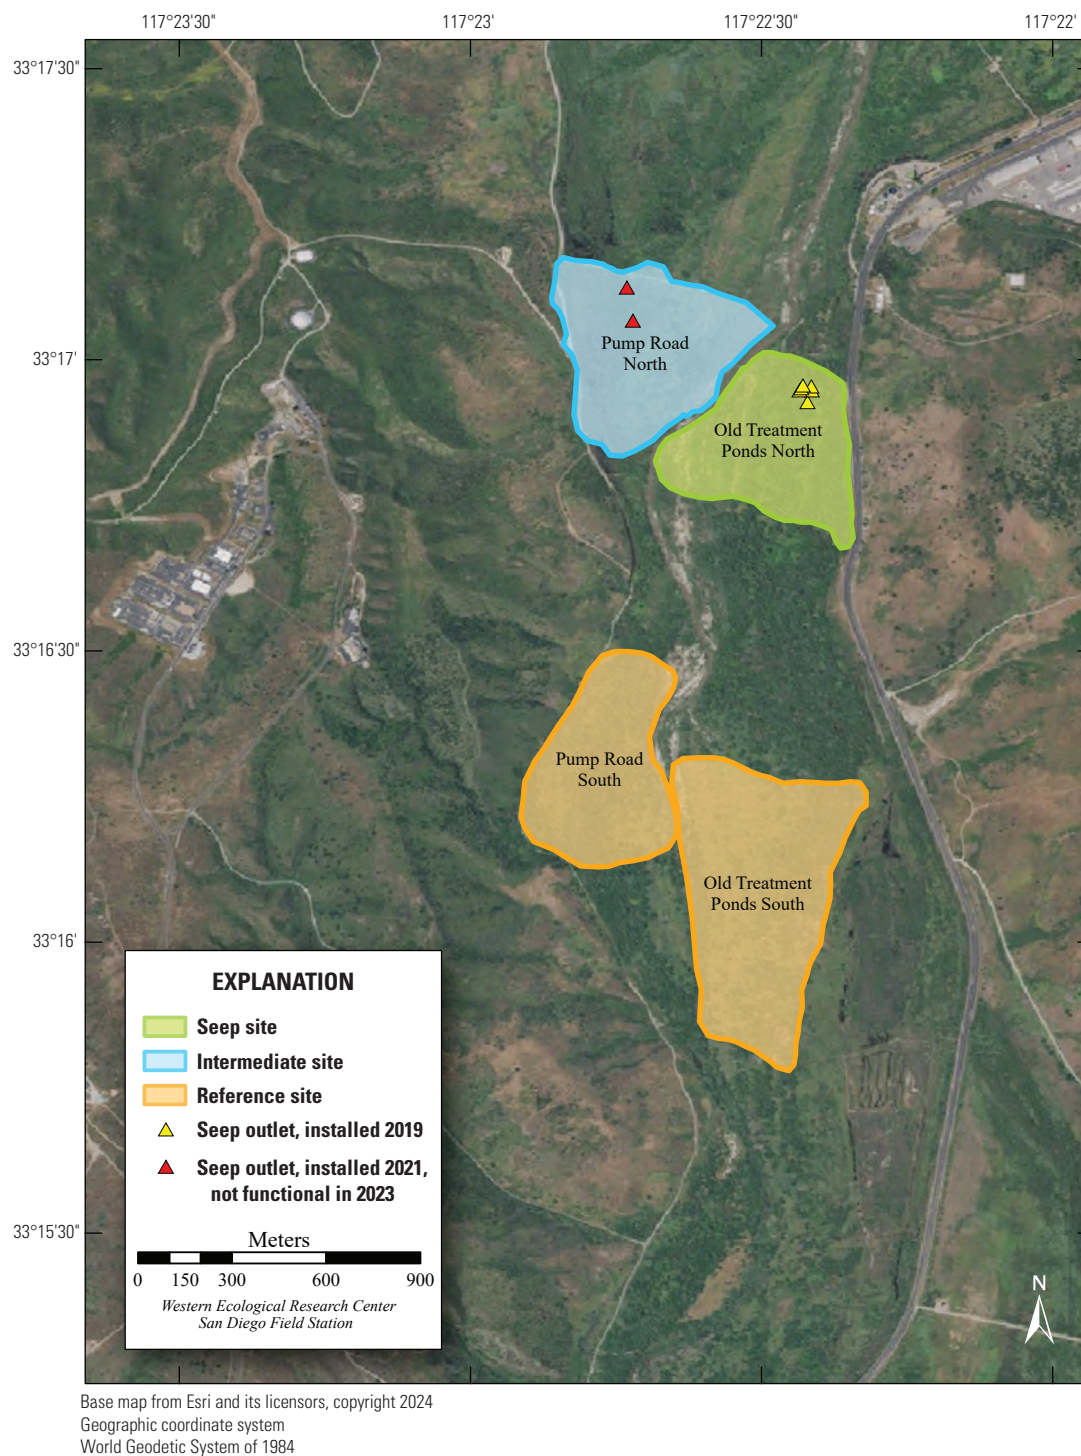 117°23'30" 117°23' 117°22'30" 117°22'
33°17'30"
33°17'
33°16'30"
33°16'
33°15'30"
Pump Road
North
Old Treatment
Ponds North
Pump Road
South
Old Treatment
Ponds South
EXPLANATION
Seep site
Intermediate site
Reference site
Seep outlet, installed 2019
Seep outlet, installed 2021,
not functional in 2023
Meters
0 150 300 600 900
Western Ecological Research Center
San Diego Field Station
N
Base map from Esri and its licensors, copyright 2024
Geographic coordinate system
World Geodetic System of 1984